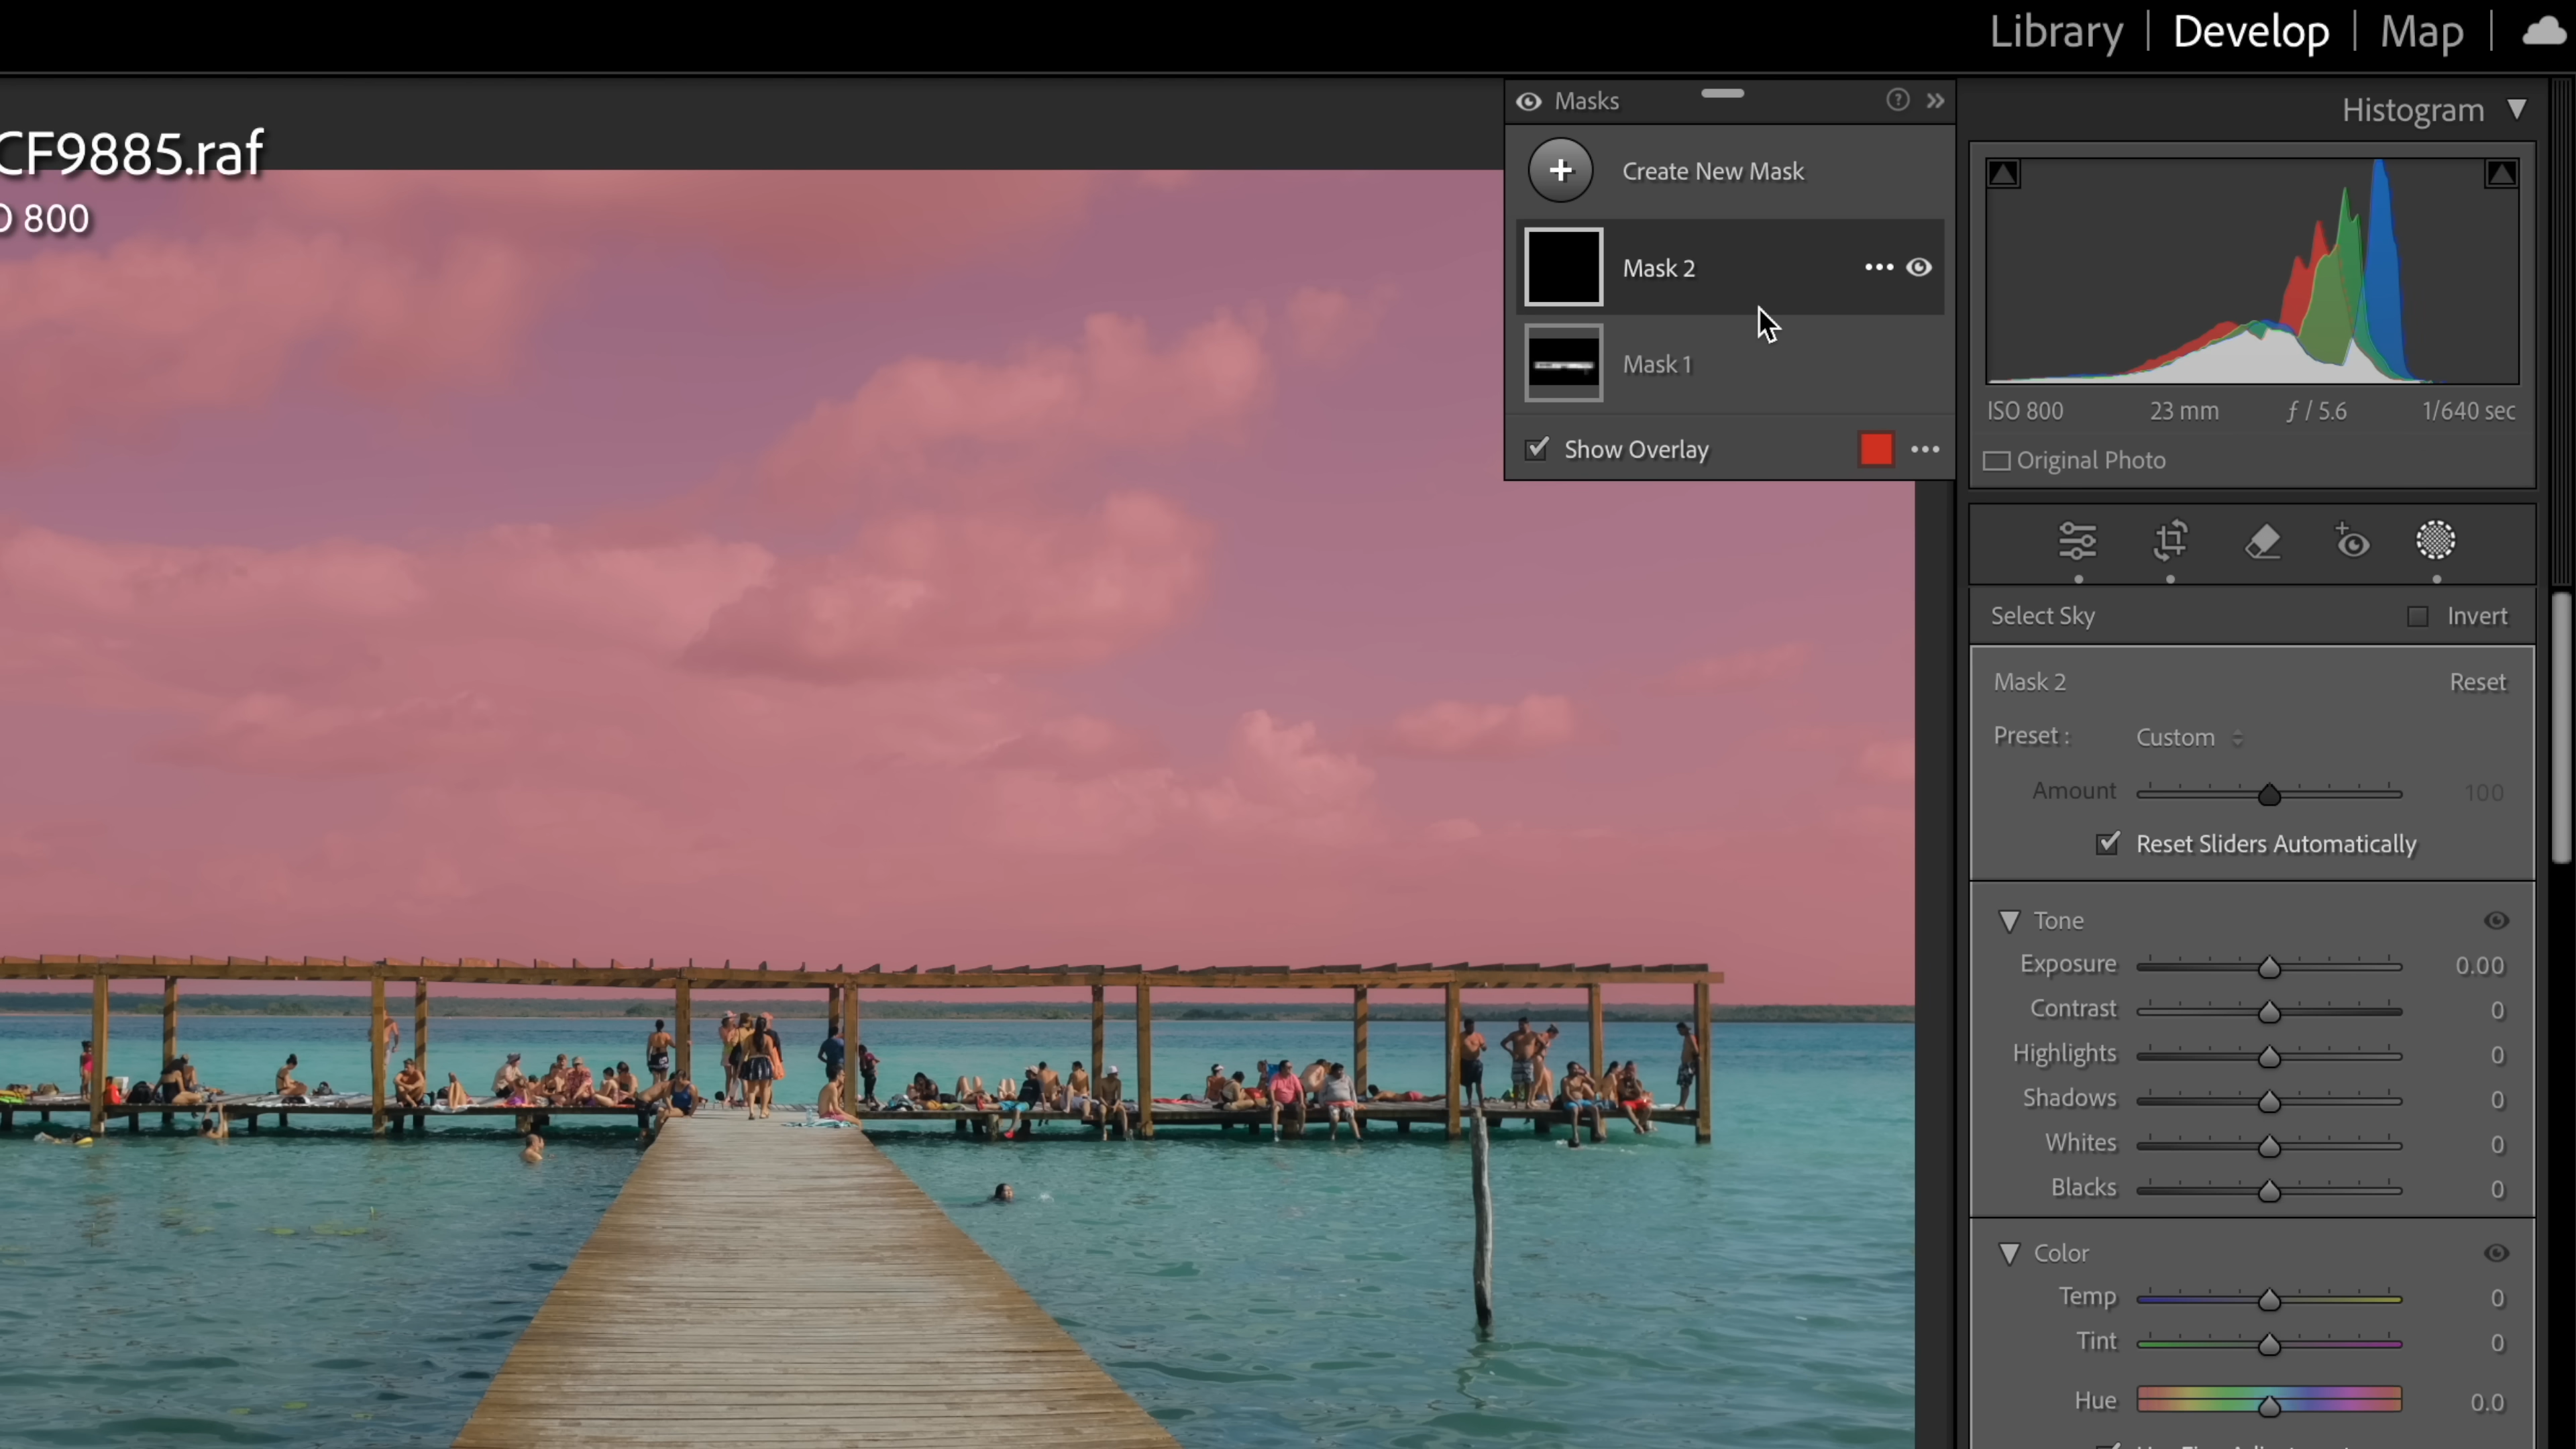 Library | Develop | Map |
CF9885.raf
O 800
Masks
Create New Mask
Mask 2
Mask 1
Show Overlay
Histogram
ISO 800 23 mm ƒ / 5.6 1/640 sec
Original Photo
Select Sky Invert
Mask 2 Reset
Preset : Custom
Amount 100
Reset Sliders Automatically
Tone
Exposure 0.00
Contrast 0
Highlights 0
Shadows 0
Whites 0
Blacks 0
Color
Temp 0
Tint 0
Hue 0.0